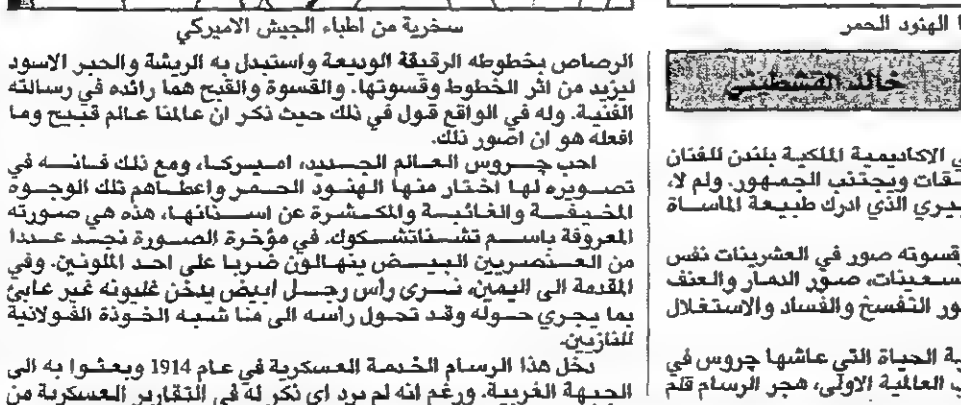 ا الهنود الحمر
خالد القشطيني
ي الاكاديمية الملكية بلندن للفنان
ـقات ويجتنب الجمهور. ولم لا،
ـيري الذي ادرك طبيعة الماساة
قسوته صور في العشرينات نفس
ـسعينات، صور الدمار والعنف
ور التفسخ والفساد والاستغلال
ية الحياة التي عاشها جروس في
ب العالمية الاولى، هجر الرسام قلم
سخرية من اطباء الجيش الاميركي
الرصاص بخطوطه الرقيقة الوديعة واستبدل به الريشة والحبر الاسود
ليزيد من اثر الخطوط وقسوتها. والقسوة والقبح هما رائده في رسالته
الفنية. وله في الواقع قول في ذلك حيث ذكر ان عالمنا عالم قبيح وما
افعله هو ان اصور ذلك.
احب جروس العالم الجديد، اميركا، ومع ذلك فانه في
تصويره لها اختار منها الهنود الحمر واعطاهم تلك الوجوه
المخيفة والغائبة والمكشرة عن اسنانها، هذه هي صورته
المعروفة باسم تشناتشكوك. في مؤخرة الصورة نجد عددا
من العنصريين البيض ينهالون ضربا على احد الملونين. وفي
المقدمة الى اليمين، نرى راس رجل ابيض يدخن غليونه غير عابئ
بما يجري حوله وقد تحول راسه الى ما شبه الخوذة الفولاذية
للنازيين.
دخل هذا الرسام الخدمة العسكرية في عام 1914 وبعثوا به الى
الجبهة الغربية. ورغم انه لم يرد اي ذكر له في التقارير العسكرية من